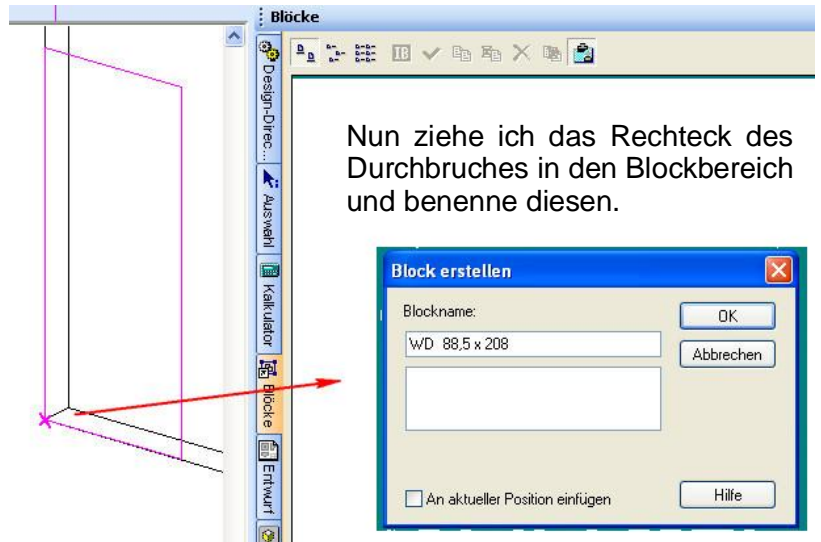 Blöcke
Design-Direc...
Auswahl
Kalkulator
Blöcke
Entwurf
Nun ziehe ich das Rechteck des
Durchbruches in den Blockbereich
und benenne diesen.
Block erstellen
Blockname:
OK
WD 88,5 x 208
Abbrechen
An aktueller Position einfügen
Hilfe